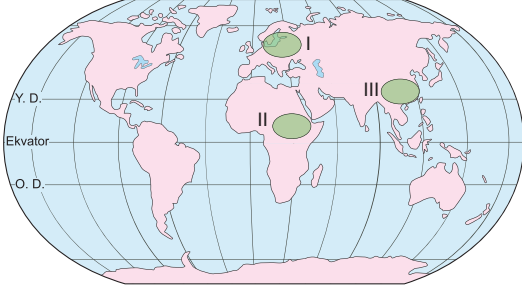 I
III
Y. D.
II
Ekvator
O. D.